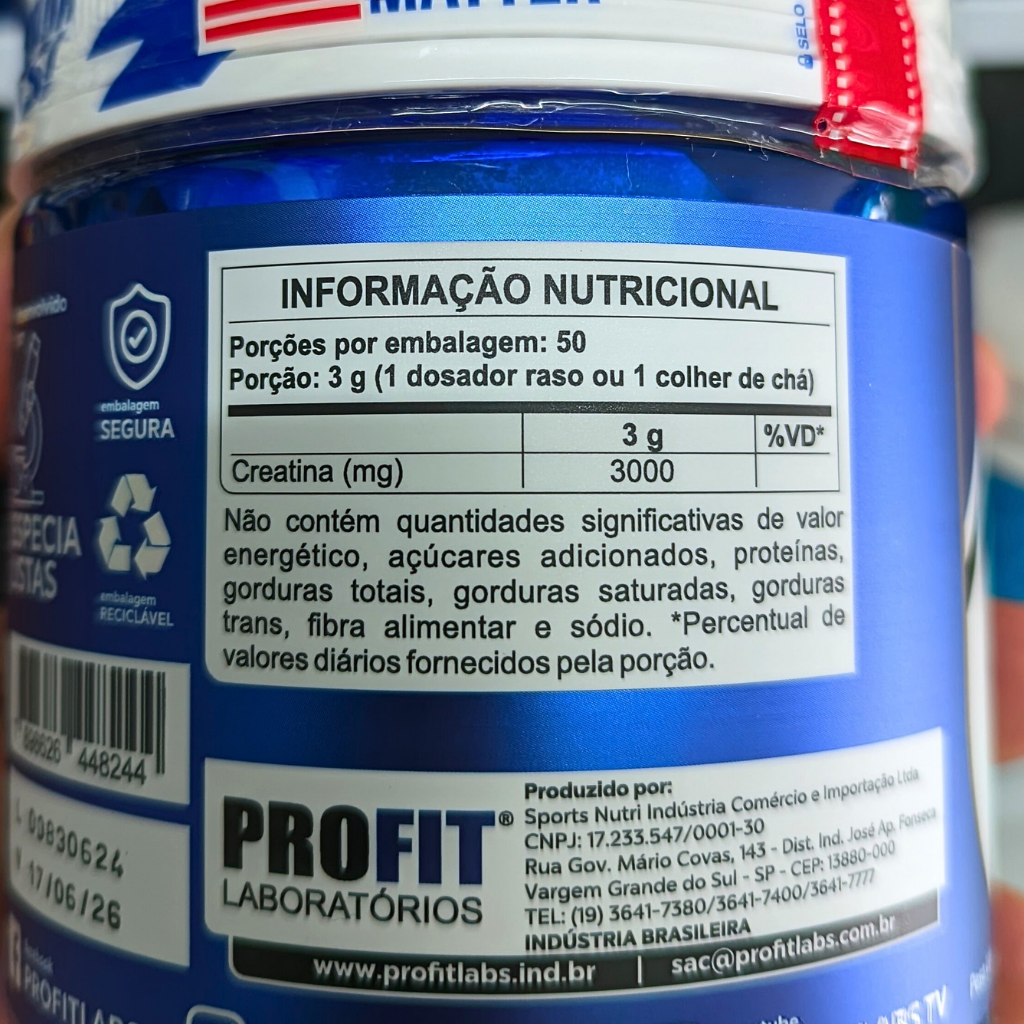 SELO
INFORMAÇÃO NUTRICIONAL
Porções por embalagem: 50
Porção: 3 g (1 dosador raso ou 1 colher de chá)
3 g %VD*
Creatina (mg) 3000
Não contém quantidades significativas de valor
energético, açúcares adicionados, proteínas,
gorduras totais, gorduras saturadas, gorduras
trans, fibra alimentar e sódio. *Percentual de
valores diários fornecidos pela porção.
embalagem
SEGURA
embalagem
RECICLÁVEL
448244
L 00830624
V 17/06/26
PROFIT®
LABORATÓRIOS
Produzido por:
Sports Nutri Indústria Comércio e Importação Ltda
CNPJ: 17.233.547/0001-30
Rua Gov. Mário Covas, 143 - Dist. Ind. José Ap. Fonseca
Vargem Grande do Sul - SP - CEP: 13880-000
TEL: (19) 3641-7380/3641-7400/3641-7777
INDÚSTRIA BRASILEIRA
www.profitlabs.ind.br | sac@profitlabs.com.br
facebook